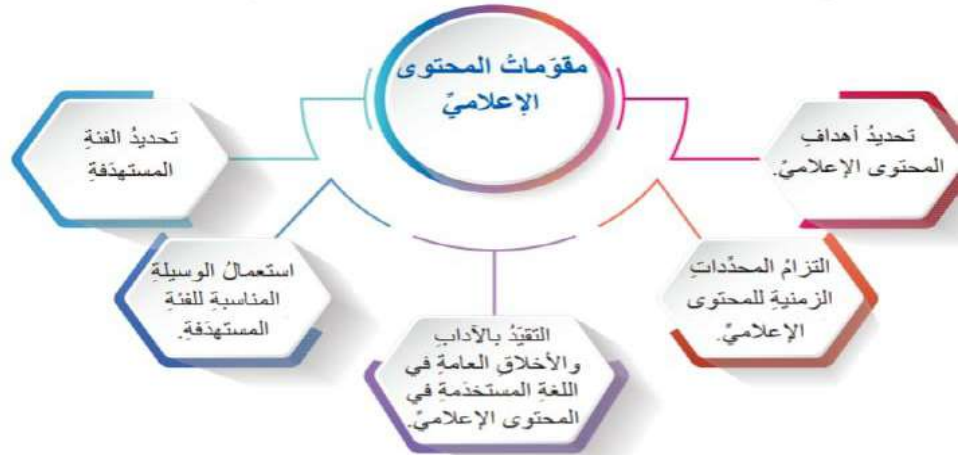 مقوّماتُ المحتوى
الإعلاميِّ
تحديدُ أهدافِ
المحتوى الإعلاميِّ.
التزامُ المحدِّداتِ
الزمنيةِ للمحتوى
الإعلاميِّ.
التقيّدُ بالآدابِ
والأخلاقِ العامةِ في
اللغةِ المستخدَمةِ في
المحتوى الإعلاميِّ.
استعمالُ الوسيلةِ
المناسبةِ للفئةِ
المستهدَفةِ.
تحديدُ الفئةِ
المستهدَفةِ